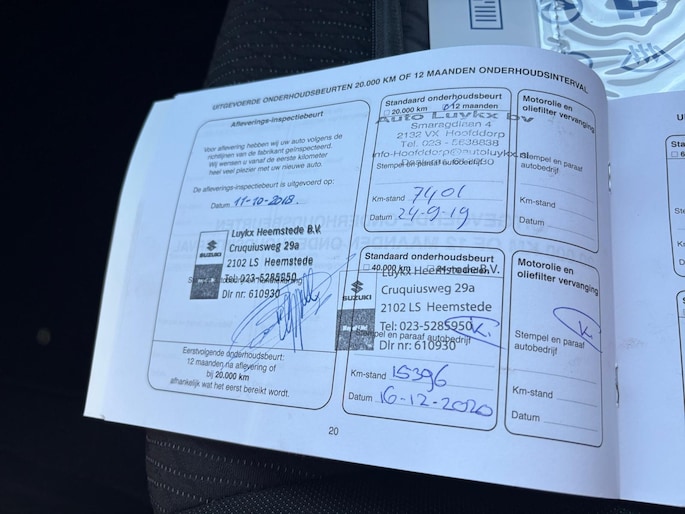 UITGEVOERDE ONDERHOUDSBEURTEN 20.000 KM OF 12 MAANDEN ONDERHOUDSINTERVAL
Afleverings-inspectiebeurt
Voor aflevering hebben wij uw auto volgens de
richtlijnen van de fabrikant geïnspecteerd.
Wij wensen u vanaf de eerste kilometer
heel veel plezier met uw nieuwe auto.
De aflevings-inspectiebeurt is uitgevoerd op:
Datum 11-10-2018.
Luykx Heemstede B.V.
Cruquiusweg 29a
2102 LS Heemstede
SUZUKI
Tel: 023-5285950
Dlr nr: 610930
Eerstvolgende onderhoudsbeurt:
12 maanden na aflevering of
bij 20.000 km
afhankelijk wat het eerst bereikt wordt.
Standaard onderhoudsbeurt
20.000 km 12 maanden
Auto Luykx bv
Smaragdlaan 4
2132 VX Hoofddorp
Tel. 023 - 5638838
info-Hoofddorp@autoluykx.nl
Stempel en paraaf autobedrijf
Km-stand 7401
Datum 24-9-19
Motorolie en
oliefilter vervanging
Stempel en paraaf
autobedrijf
Km-stand
Datum
Standaard onderhoudsbeurt
40.000 km 24 maanden
Luykx Heemstede B.V.
Cruquiusweg 29a
2102 LS Heemstede
SUZUKI
Tel: 023-5285950
Stempel en paraaf autobedrijf
Dlr nr: 610930
Km-stand 15396
Datum 16-12-2020
Motorolie en
oliefilter vervanging
Stempel en paraaf
autobedrijf
Km-stand
Datum
20